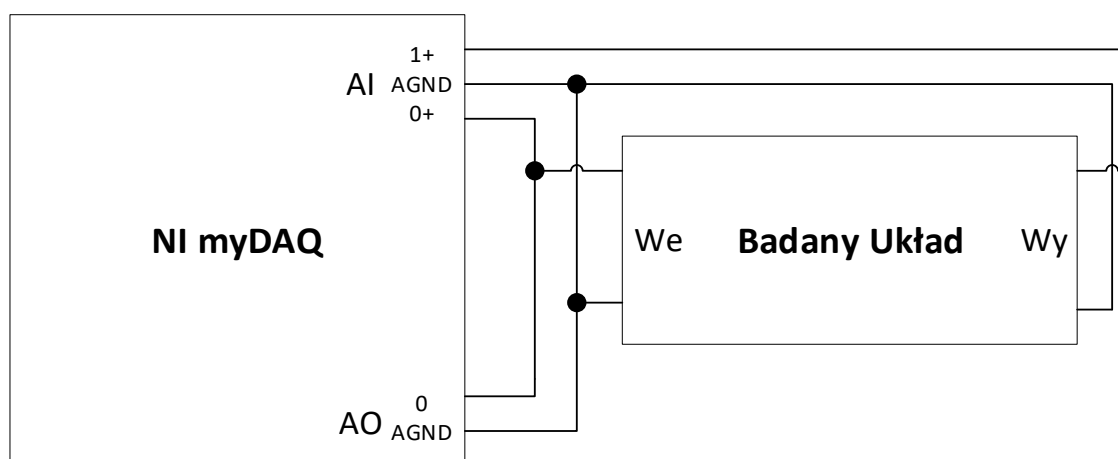 1+
AI AGND
0+
NI myDAQ
We Badany Układ Wy
0
AO AGND